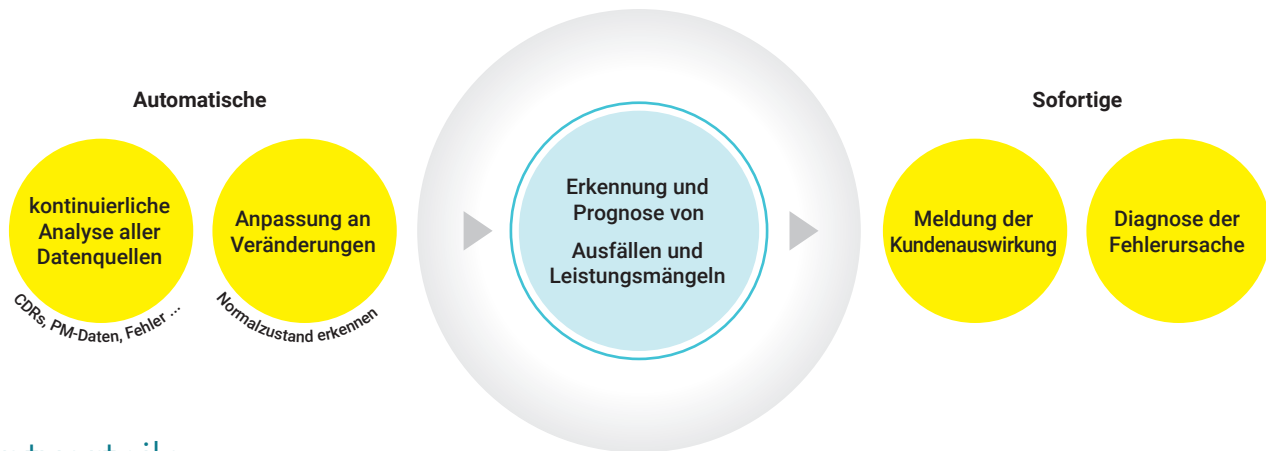 Automatische
kontinuierliche
Analyse aller
Datenquellen
CDRs, PM-Daten, Fehler ...
Anpassung an
Veränderungen
Normalzustand erkennen
Erkennung und
Prognose von
Ausfällen und
Leistungsmängeln
Sofortige
Meldung der
Kundenauswirkung
Diagnose der
Fehlerursache